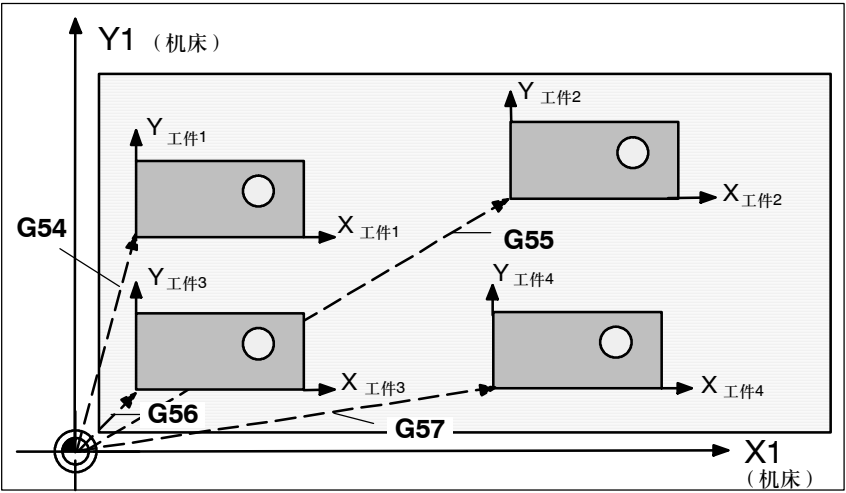 Y1 （机床）
Y 工件2
Y 工件1
X 工件2
G54
X 工件1
G55
Y 工件3
Y 工件4
X 工件3
X 工件4
G56
G57
X1
（机床）